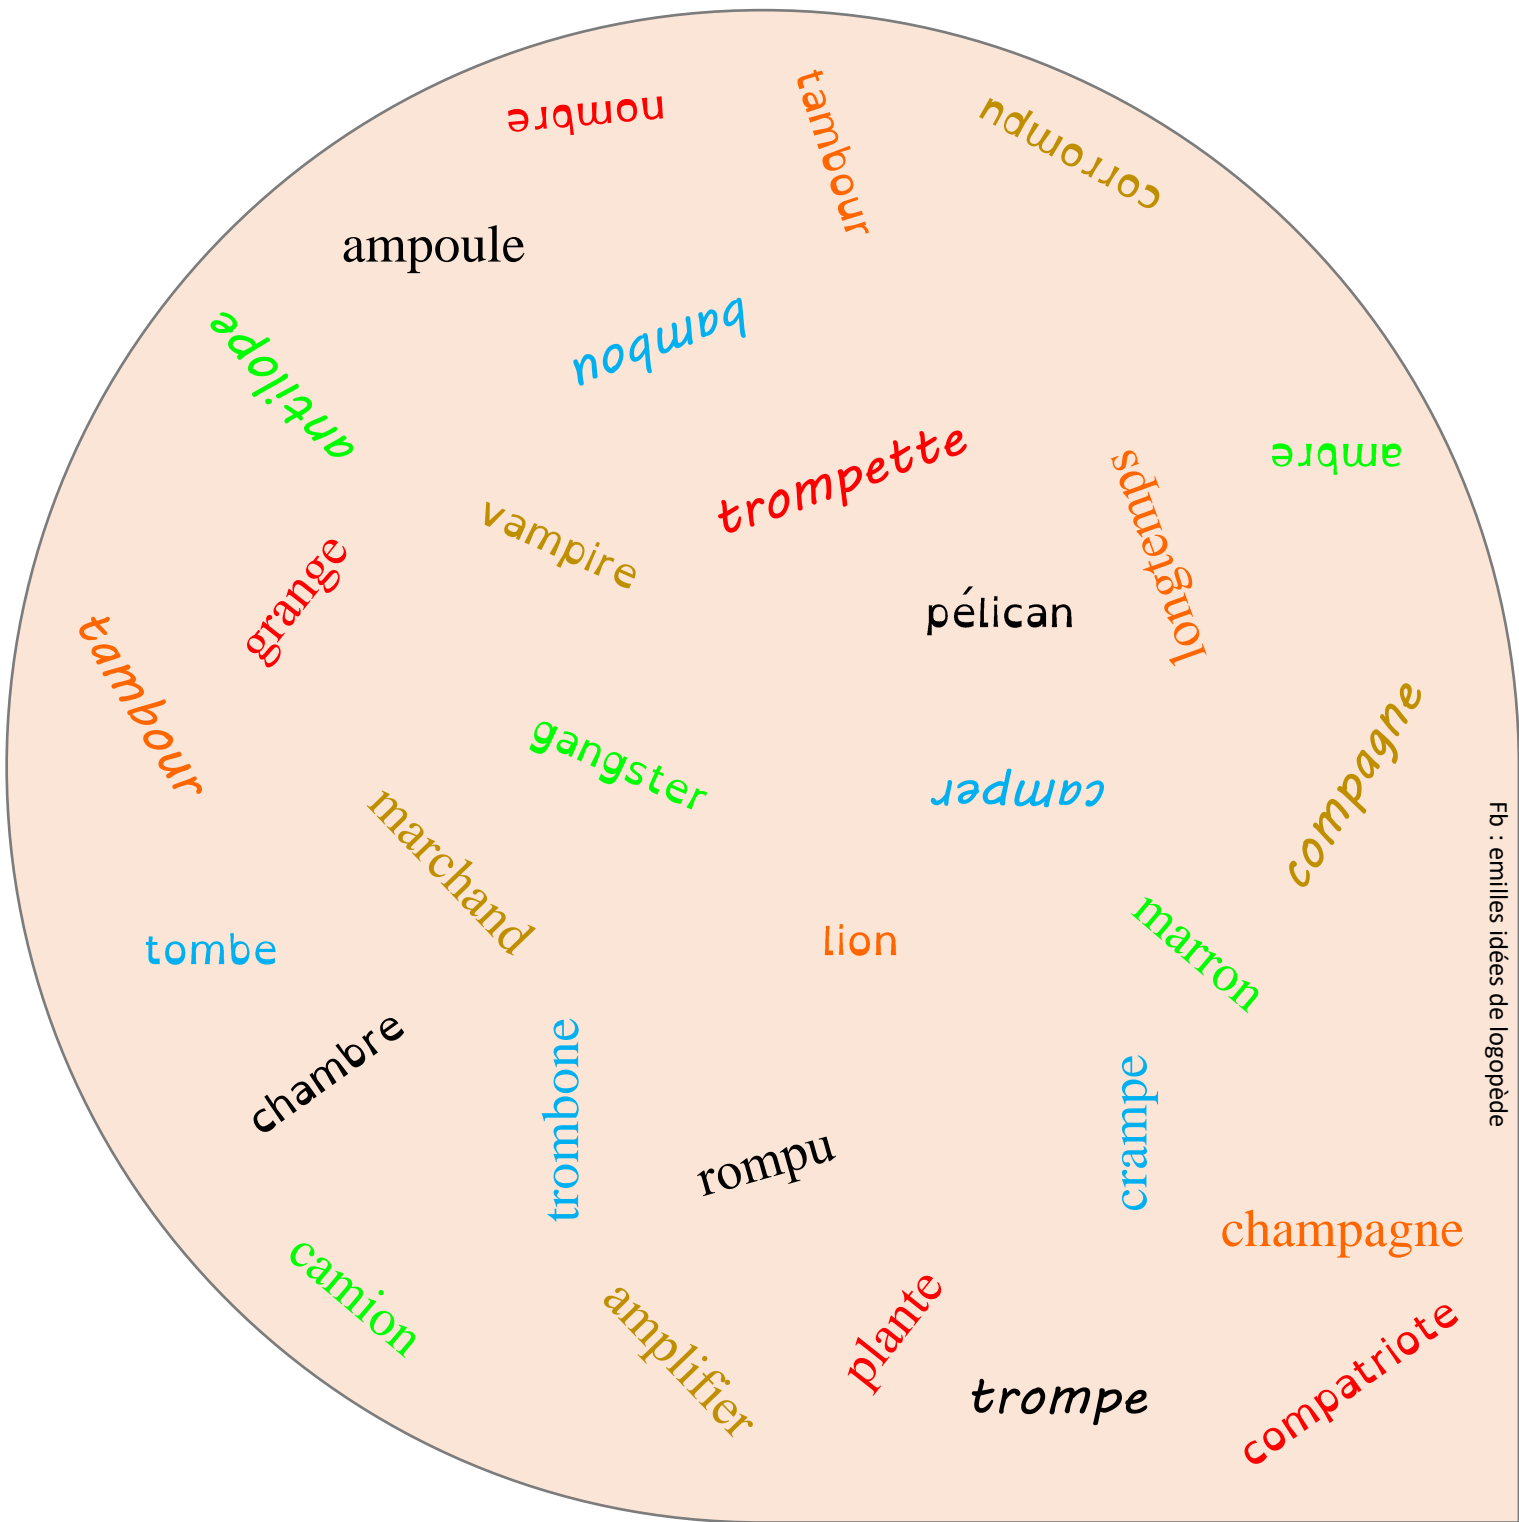 nombre
tambour
corrompu
ampoule
bambou
antilope
trompette
ambre
longtemps
vampire
grange
pélican
tambour
gangster
camper
compagne
marchand
tombe
lion
marron
Fb : emilles idées de logopède
chambre
trombone
rompu
crampe
champagne
camion
amplifier
plante
trompe
compatriote